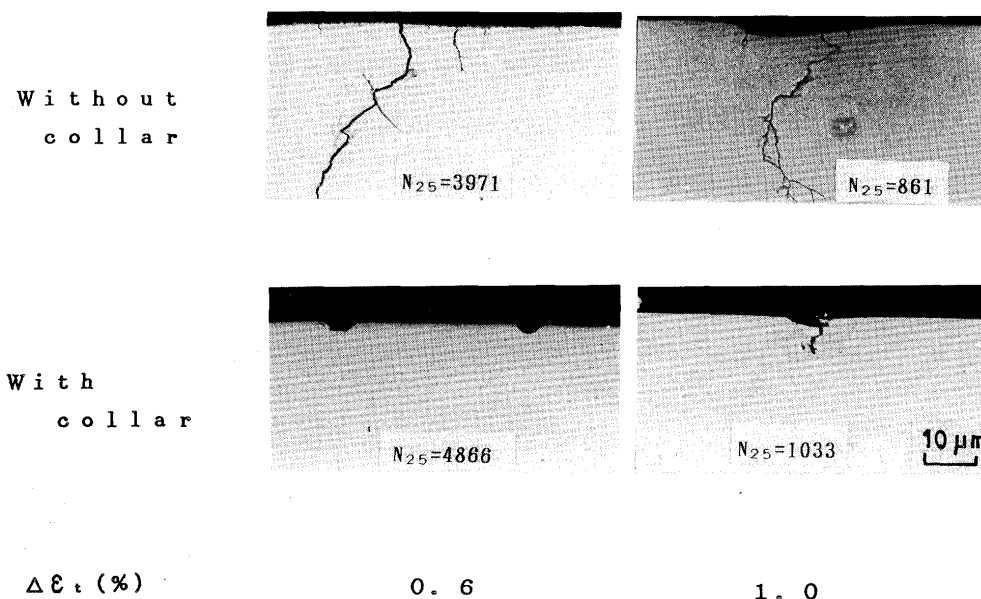 Without
collar
N₂₅=3971
N₂₅=861
With
collar
N₂₅=4866
N₂₅=1033
10 μm
Δεt (%)
0.6
1.0